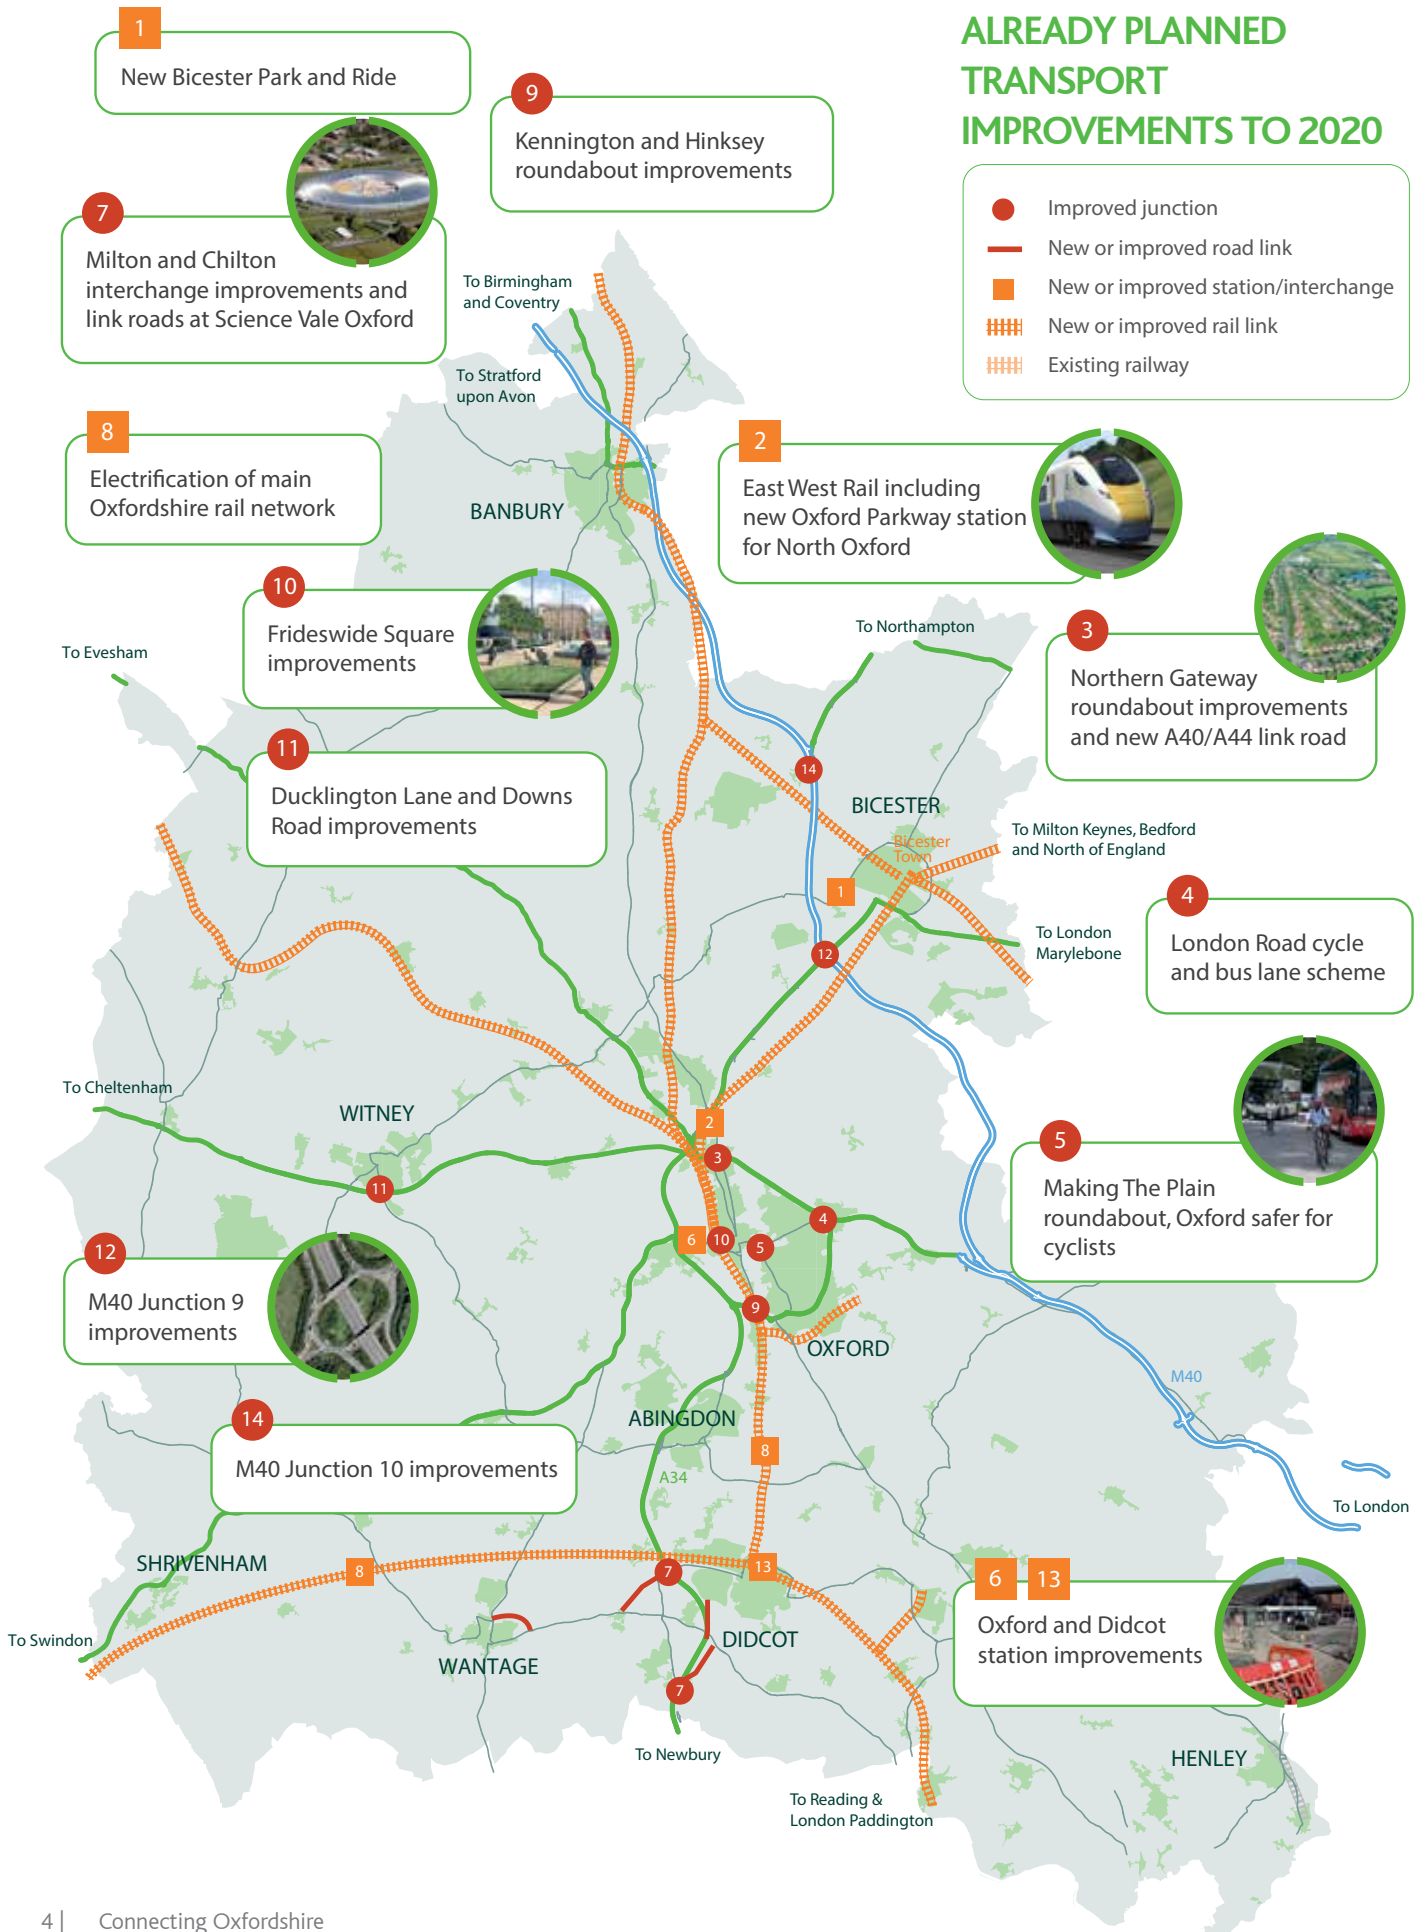 ALREADY PLANNED
TRANSPORT
IMPROVEMENTS TO 2020
Improved junction
New or improved road link
New or improved station/interchange
New or improved rail link
Existing railway
1
New Bicester Park and Ride
9
Kennington and Hinksey
roundabout improvements
7
Milton and Chilton
interchange improvements and
link roads at Science Vale Oxford
8
Electrification of main
Oxfordshire rail network
2
East West Rail including
new Oxford Parkway station
for North Oxford
10
Frideswide Square
improvements
3
Northern Gateway
roundabout improvements
and new A40/A44 link road
11
Ducklington Lane and Downs
Road improvements
4
London Road cycle
and bus lane scheme
5
Making The Plain
roundabout, Oxford safer for
cyclists
12
M40 Junction 9
improvements
14
M40 Junction 10 improvements
6
13
Oxford and Didcot
station improvements
To Birmingham
and Coventry
To Stratford
upon Avon
BANBURY
To Evesham
To Northampton
14
BICESTER
Bicester
Town
To Milton Keynes, Bedford
and North of England
1
To London
Marylebone
12
To Cheltenham
WITNEY
2
3
11
4
6
10
5
9
OXFORD
M40
ABINGDON
8
A34
To London
SHRIVENHAM
8
7
13
To Swindon
DIDCOT
WANTAGE
7
To Newbury
HENLEY
To Reading &
London Paddington
4 |
Connecting Oxfordshire